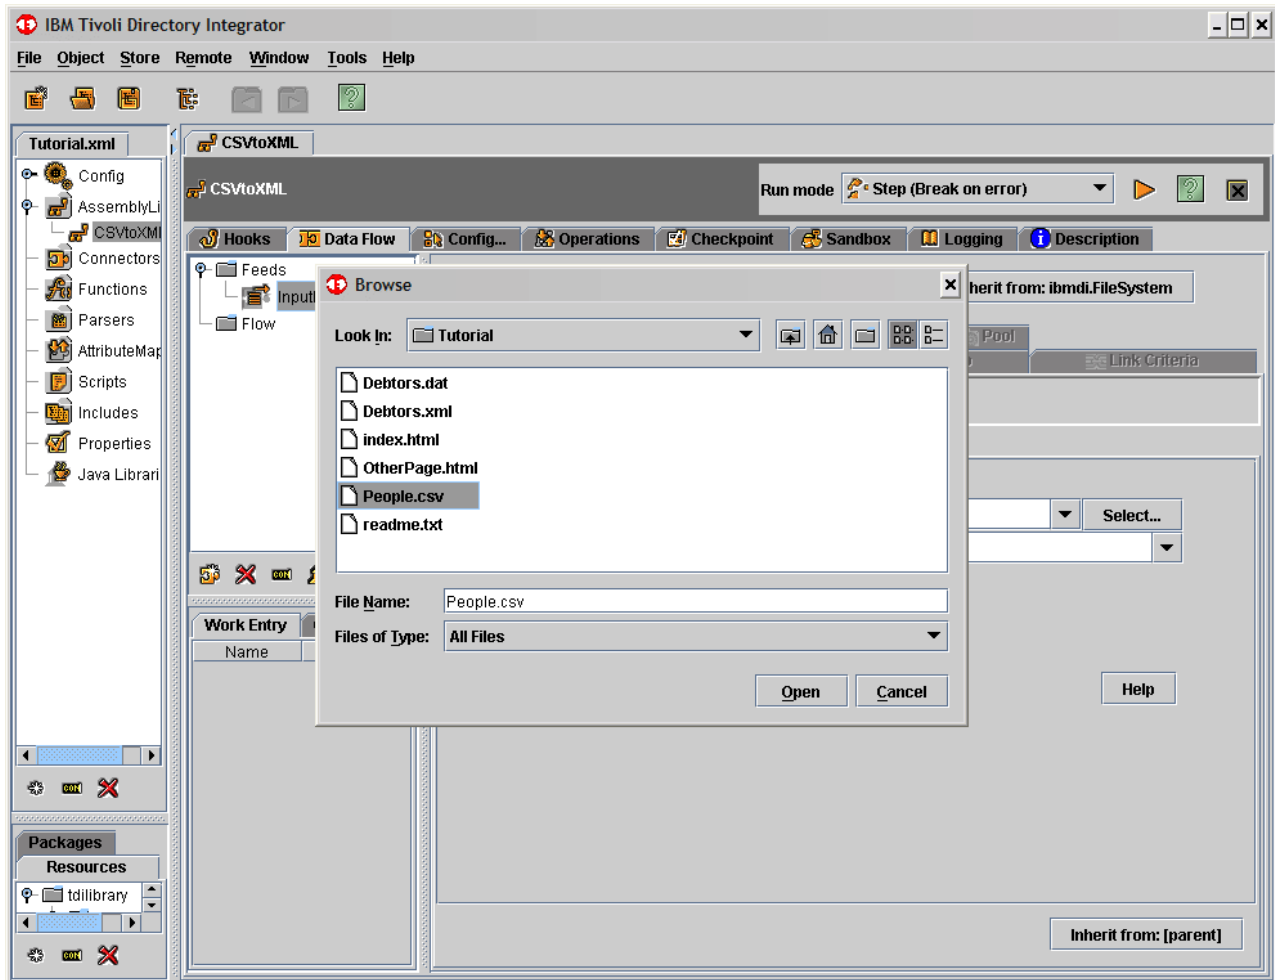 IBM Tivoli Directory Integrator
File Object Store Remote Window Tools Help
Tutorial.xml
Config
AssemblyLi
CSVtoXMl
Connectors
Functions
Parsers
AttributeMap
Scripts
Includes
Properties
Java Librari
Packages
Resources
tdilibrary
CSVtoXML
CSVtoXML
Run mode Step (Break on error)
Hooks Data Flow Config... Operations Checkpoint Sandbox Logging Description
Feeds
Inputl
Flow
Work Entry
Name
herit from: ibmdi.FileSystem
Pool
Link Criteria
Select...
Help
Inherit from: [parent]
Browse
Look In: Tutorial
Debtors.dat
Debtors.xml
index.html
OtherPage.html
People.csv
readme.txt
File Name: People.csv
Files of Type: All Files
Open Cancel